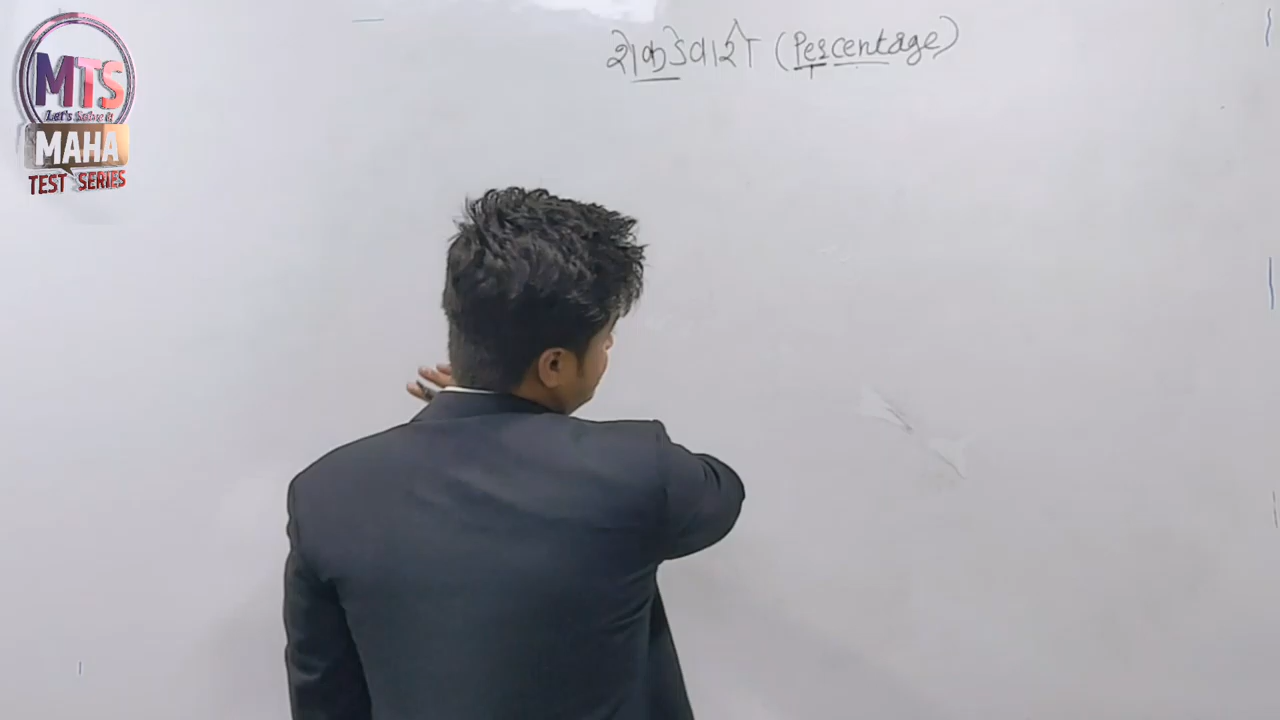 MTS
Let's Solve It
MAHA
TEST SERIES
शेकडेवारी (Percentage)